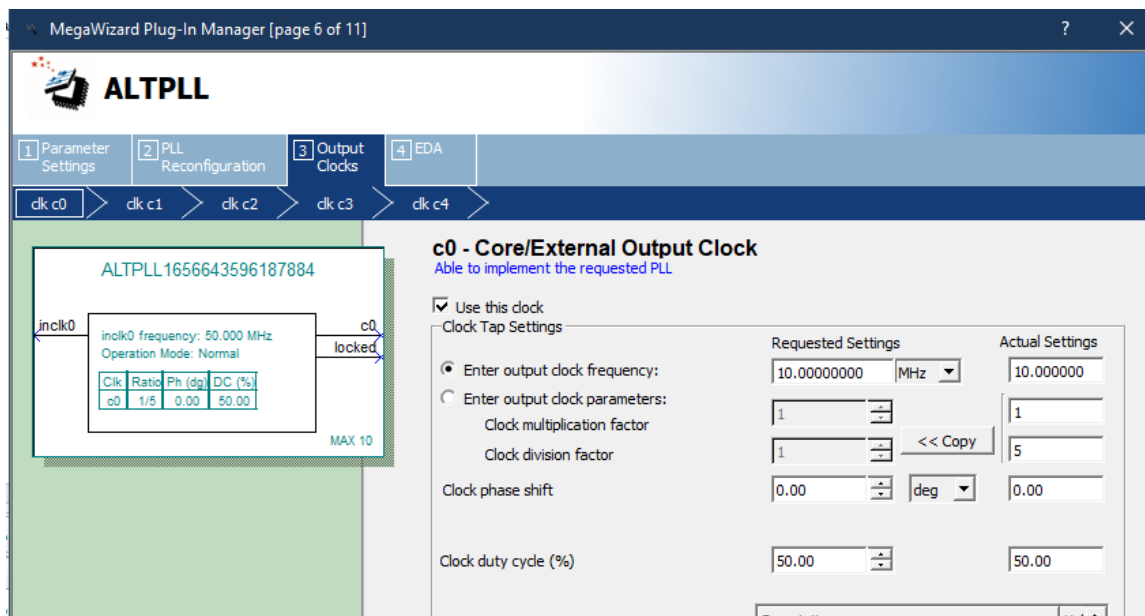 MegaWizard Plug-In Manager [page 6 of 11]
?
ALTPLL
1 Parameter Settings
2 PLL Reconfiguration
3 Output Clocks
4 EDA
clk c0
clk c1
clk c2
clk c3
clk c4
ALTPLL1656643596187884
inclk0
c0
locked
inclk0 frequency: 50.000 MHz
Operation Mode: Normal
Clk Ratio Ph (dg) DC (%)
c0 1/5 0.00 50.00
MAX 10
c0 - Core/External Output Clock
Able to implement the requested PLL
Use this clock
Clock Tap Settings
Requested Settings
Actual Settings
Enter output clock frequency:
10.00000000 MHz
10.000000
Enter output clock parameters:
Clock multiplication factor
1
1
Clock division factor
1
<< Copy
5
Clock phase shift
0.00
deg
0.00
Clock duty cycle (%)
50.00
50.00